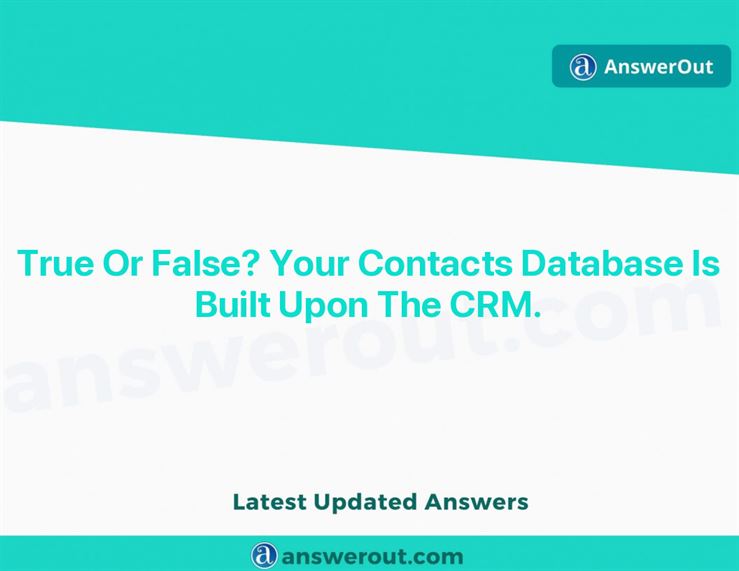 a AnswerOut
True Or False? Your Contacts Database Is
Built Upon The CRM.
answerout.com
Latest Updated Answers
a answerout.com